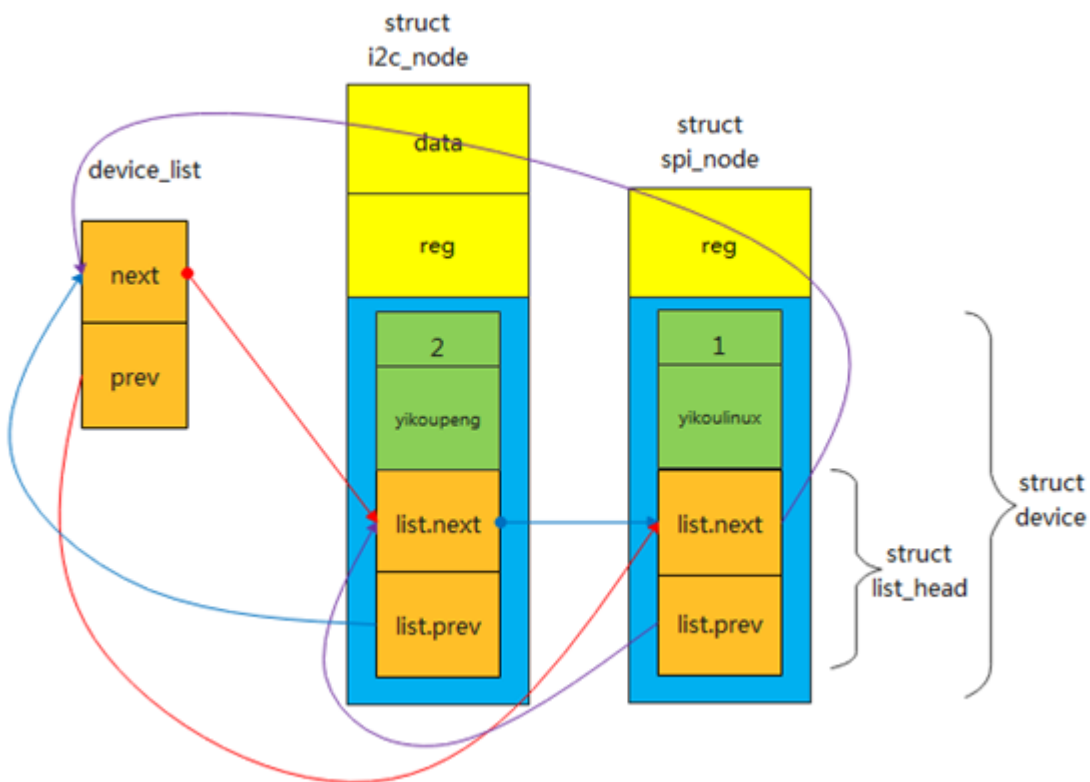 struct
i2c_node
data
reg
2
yikoupeng
list.next
list.prev
device_list
next
prev
struct
spi_node
reg
1
yikoulinux
list.next
list.prev
struct
list_head
struct
device